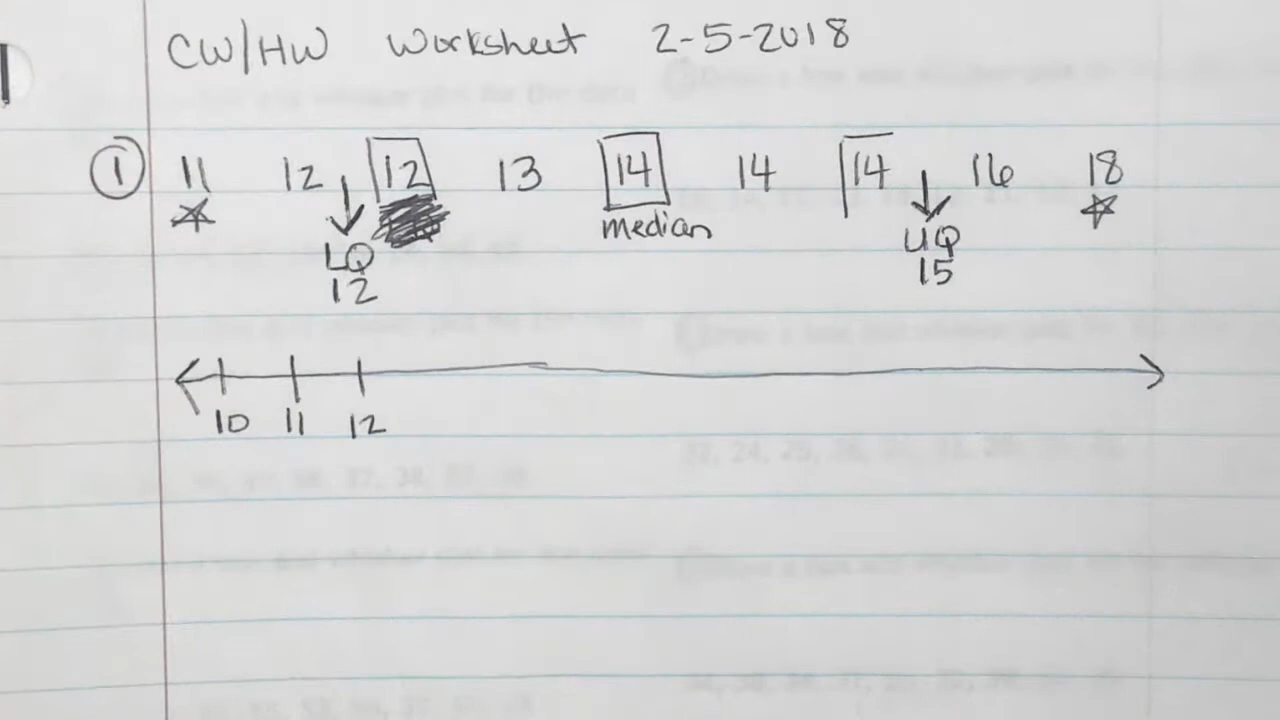 CW/HW Worksheet 2-5-2018
① 11 12 12 13 14 14 14 16 18
median
LQ UQ
12 15
10 11 12